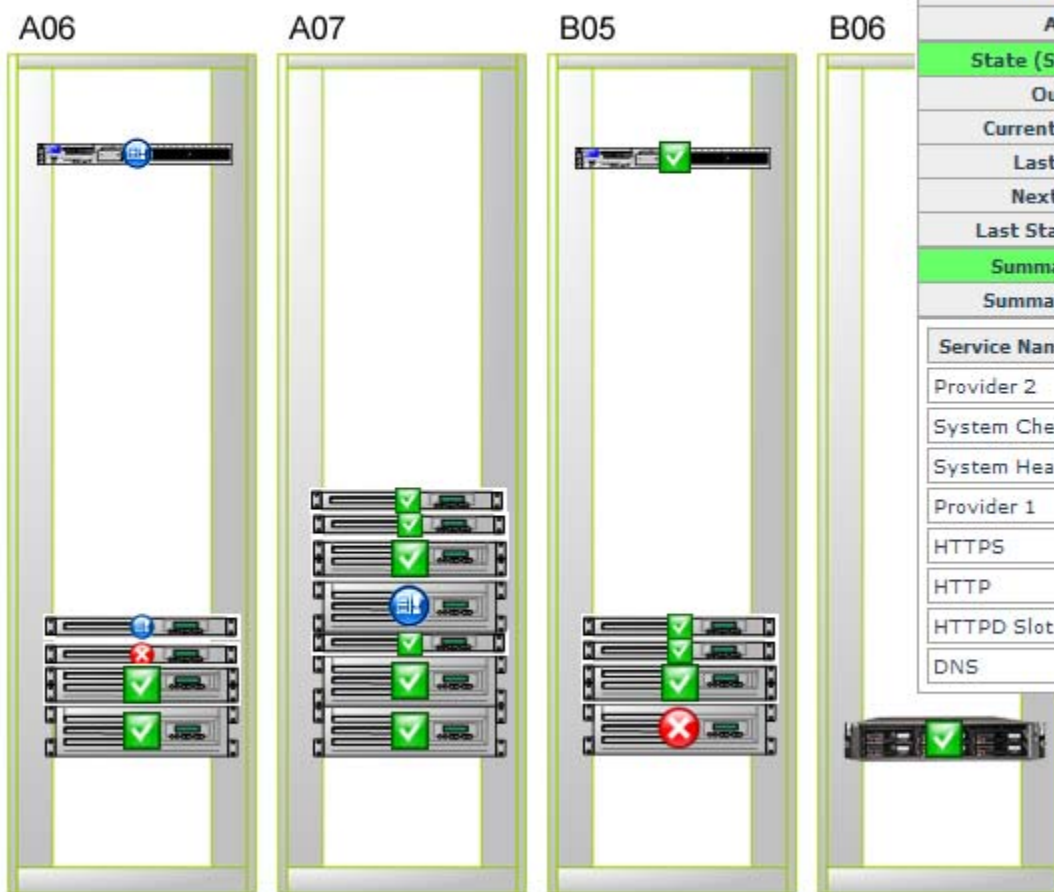 A06
A07
B05
B06
A
State (S
Ou
Current
Last
Next
Last Sta
Summa
Summa
Service Nan
Provider 2
System Che
System Hea
Provider 1
HTTPS
HTTP
HTTPD Slot
DNS